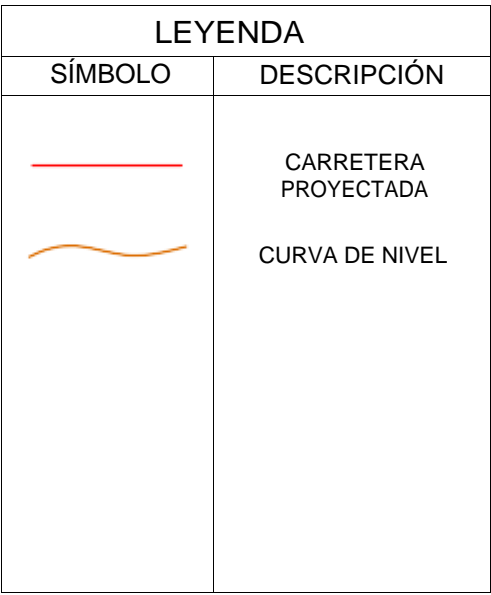 LEYENDA
SÍMBOLO DESCRIPCIÓN
CARRETERA
PROYECTADA
CURVA DE NIVEL